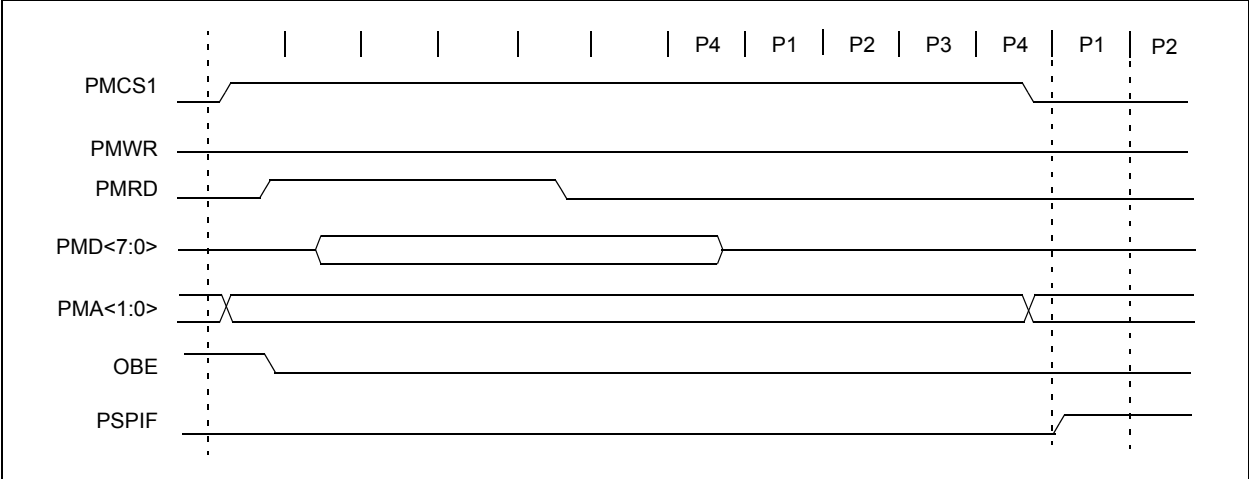 | | | | | | P4 | P1 | P2 | P3 | P4 | P1 | P2
PMCS1
PMWR
PMRD
PMD<7:0>
PMA<1:0>
OBE
PSPIF